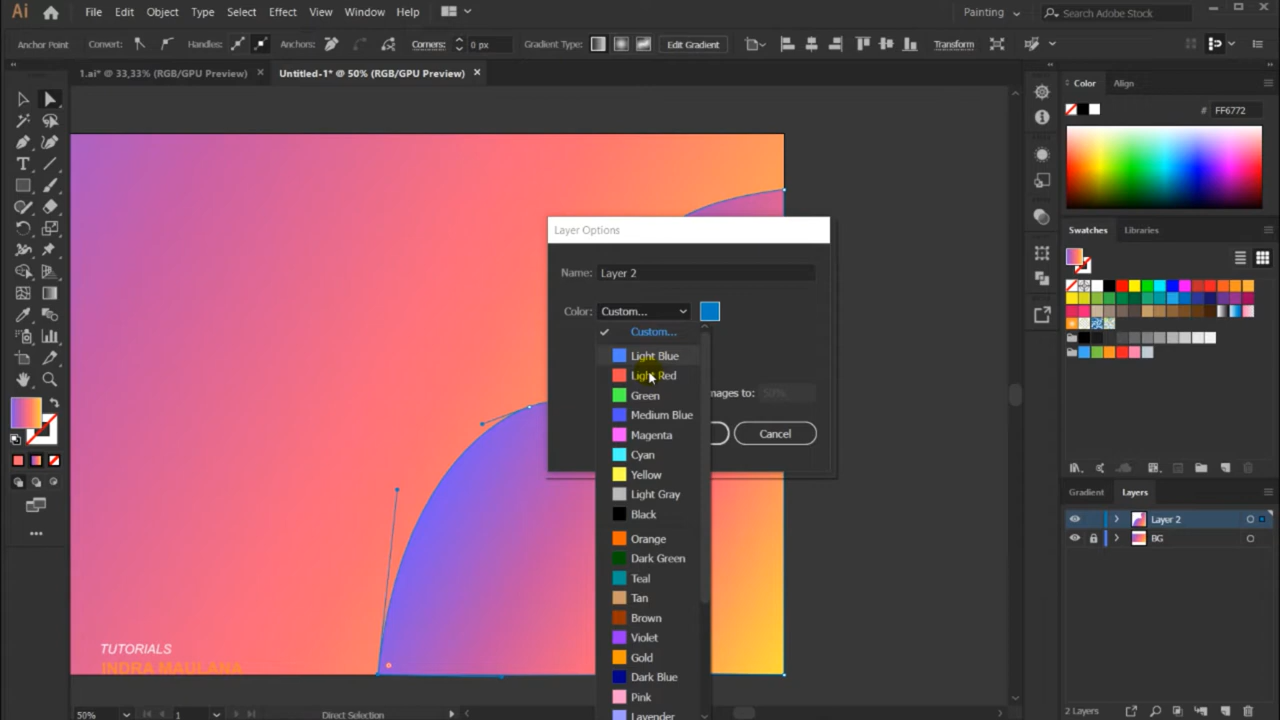 Ai File Edit Object Type Select Effect View Window Help Painting Search Adobe Stock
Anchor Point Convert: Handles: Anchors: Corners: 0 px Gradient Type: Edit Gradient Transform
1.ai* @ 33,33% (RGB/GPU Preview) × Untitled-1* @ 50% (RGB/GPU Preview) ×
Color Align
# FF6772
Swatches Libraries
Layer Options
Name: Layer 2
Color: Custom...
Custom...
Light Blue
Light Red
Green
Medium Blue
Magenta
Cyan
Yellow
Light Gray
Black
Orange
Dark Green
Teal
Tan
Brown
Violet
Gold
Dark Blue
Pink
Lavender
mages to: 50%
Cancel
Gradient Layers
Layer 2
BG
TUTORIALS
INDRA MAULANA
50% 1 Direct Selection 2 Layers